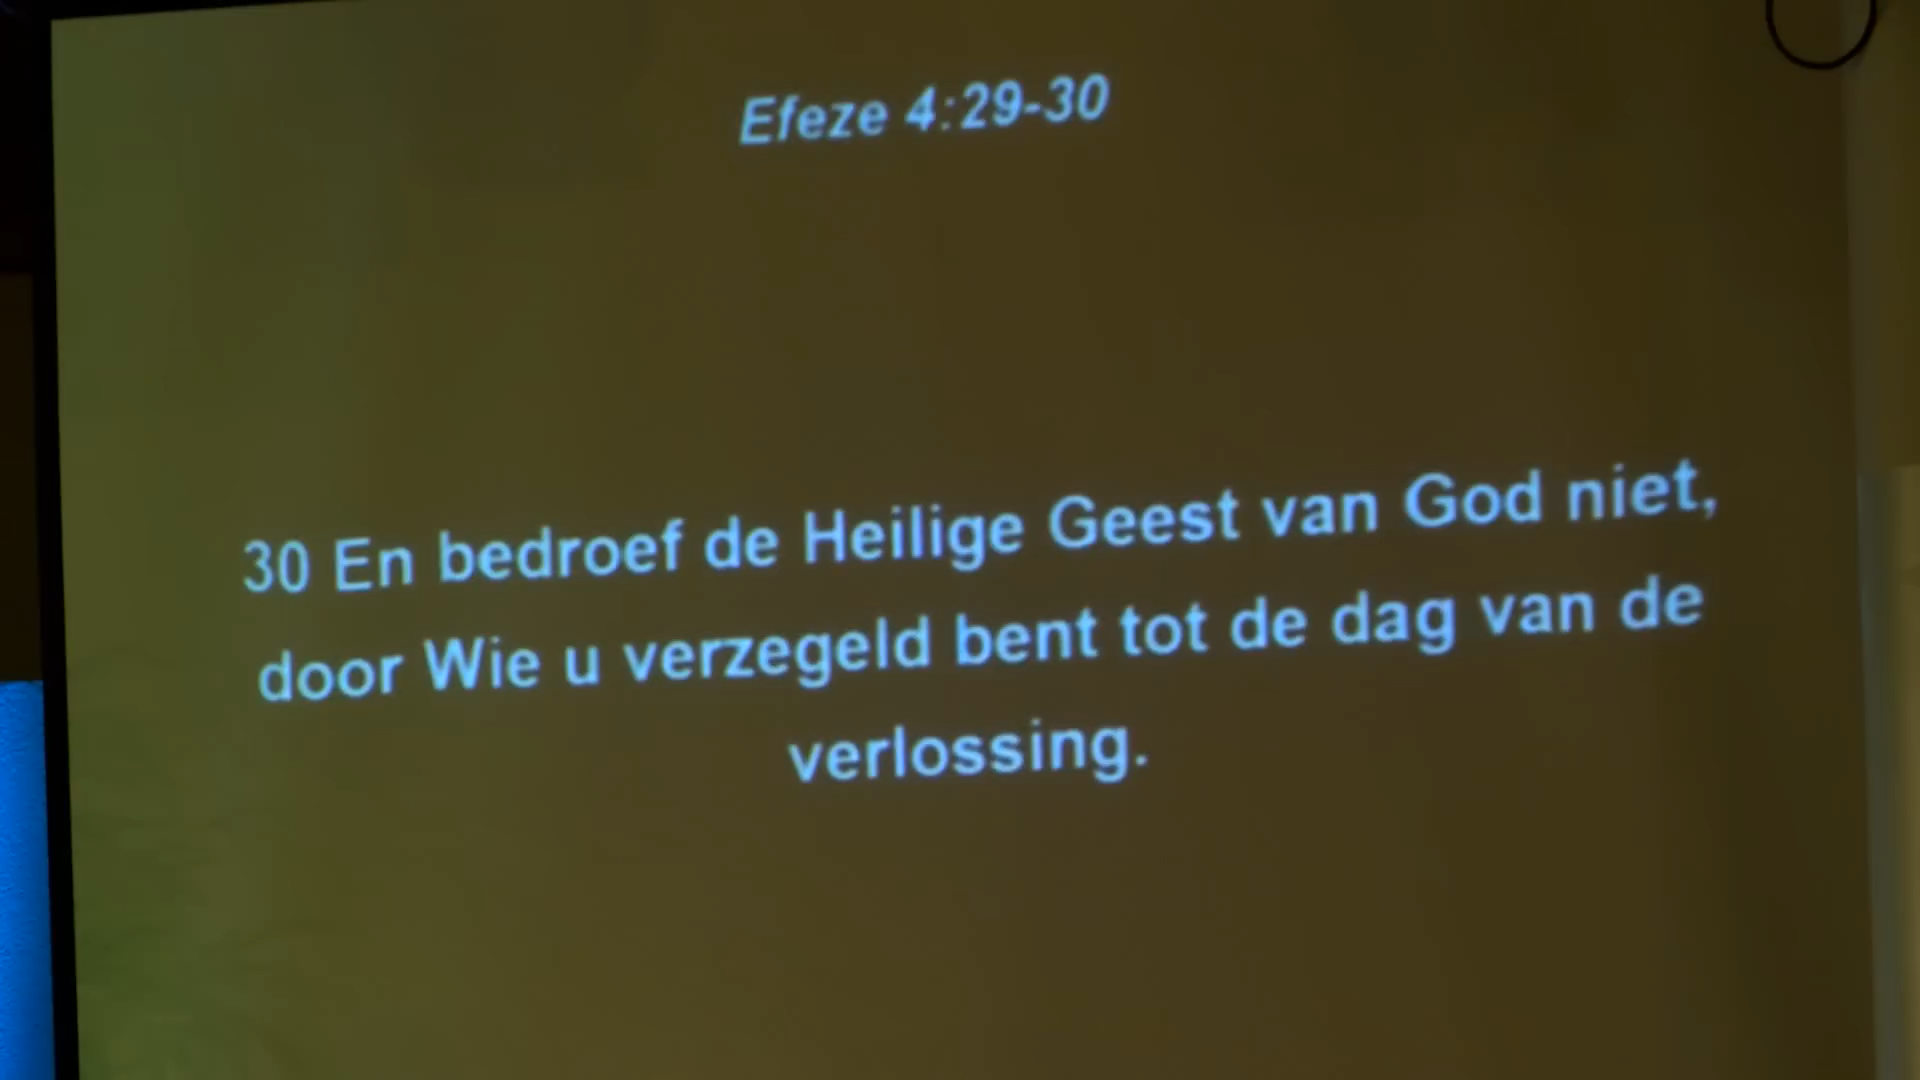 Efeze 4:29-30
30 En bedroef de Heilige Geest van God niet,
door Wie u verzegeld bent tot de dag van de
verlossing.